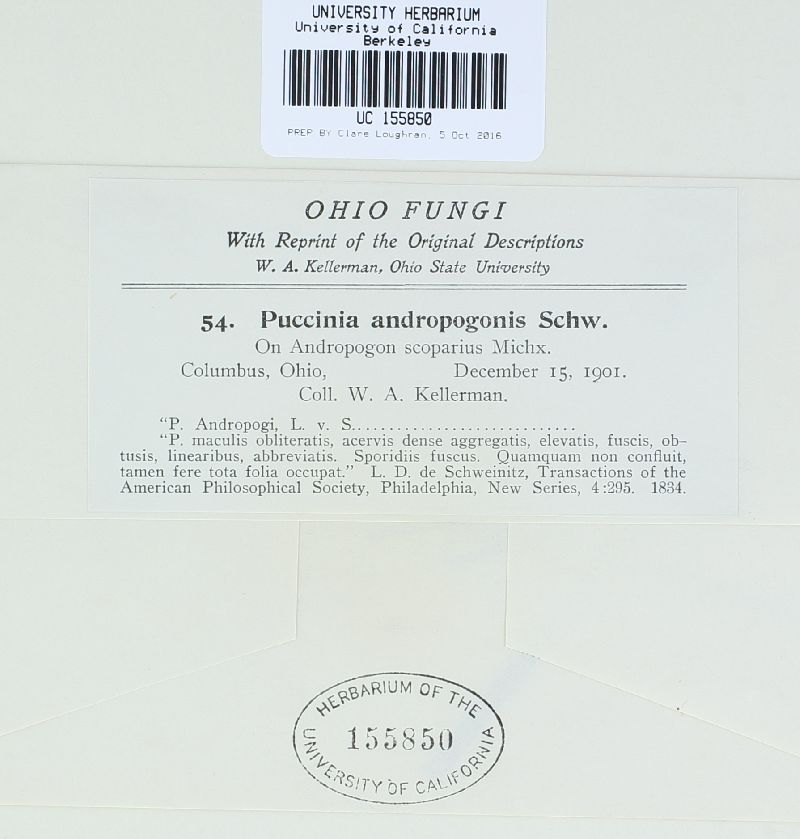 UNIVERSITY HERBARIUM
University of California
Berkeley
UC 155850
PREP BY Clare Loughran, 5 Oct 2016
OHIO FUNGI
With Reprint of the Original Descriptions
W. A. Kellerman, Ohio State University
54. Puccinia andropogonis Schw.
On Andropogon scoparius Michx.
Columbus, Ohio, December 15, 1901.
Coll. W. A. Kellerman.
"P. Andropogi, L. v. S............................
"P. maculis obliteratis, acervis dense aggregatis, elevatis, fuscis, ob-
tusis, linearibus, abbreviatis. Sporidiis fuscus. Quamquam non confluit,
tamen fere tota folia occupat." L. D. de Schweinitz, Transactions of the
American Philosophical Society, Philadelphia, New Series, 4:295. 1834.
HERBARIUM OF THE
155850
UNIVERSITY OF CALIFORNIA